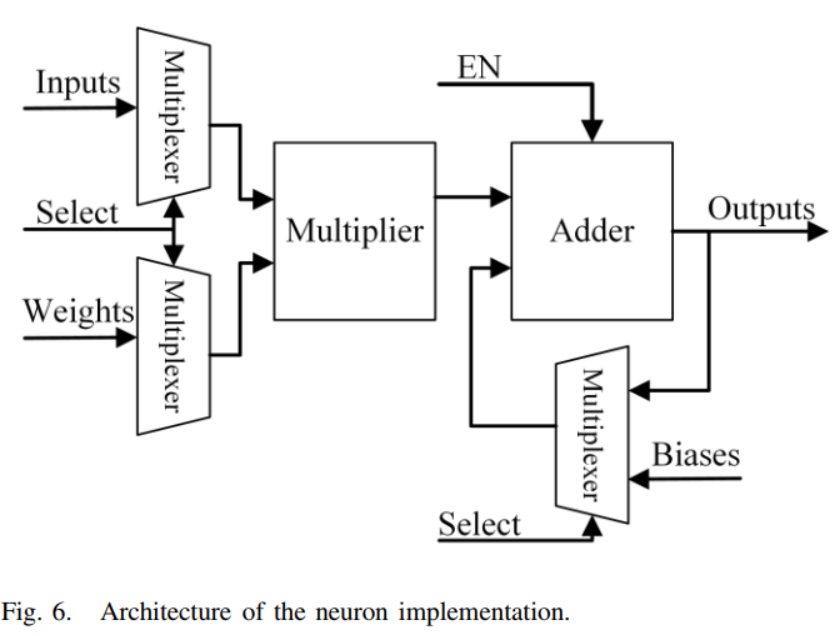 Inputs
Multiplexer
EN
Select
Multiplier
Adder
Outputs
Weights
Multiplexer
Multiplexer
Biases
Select
Fig. 6. Architecture of the neuron implementation.